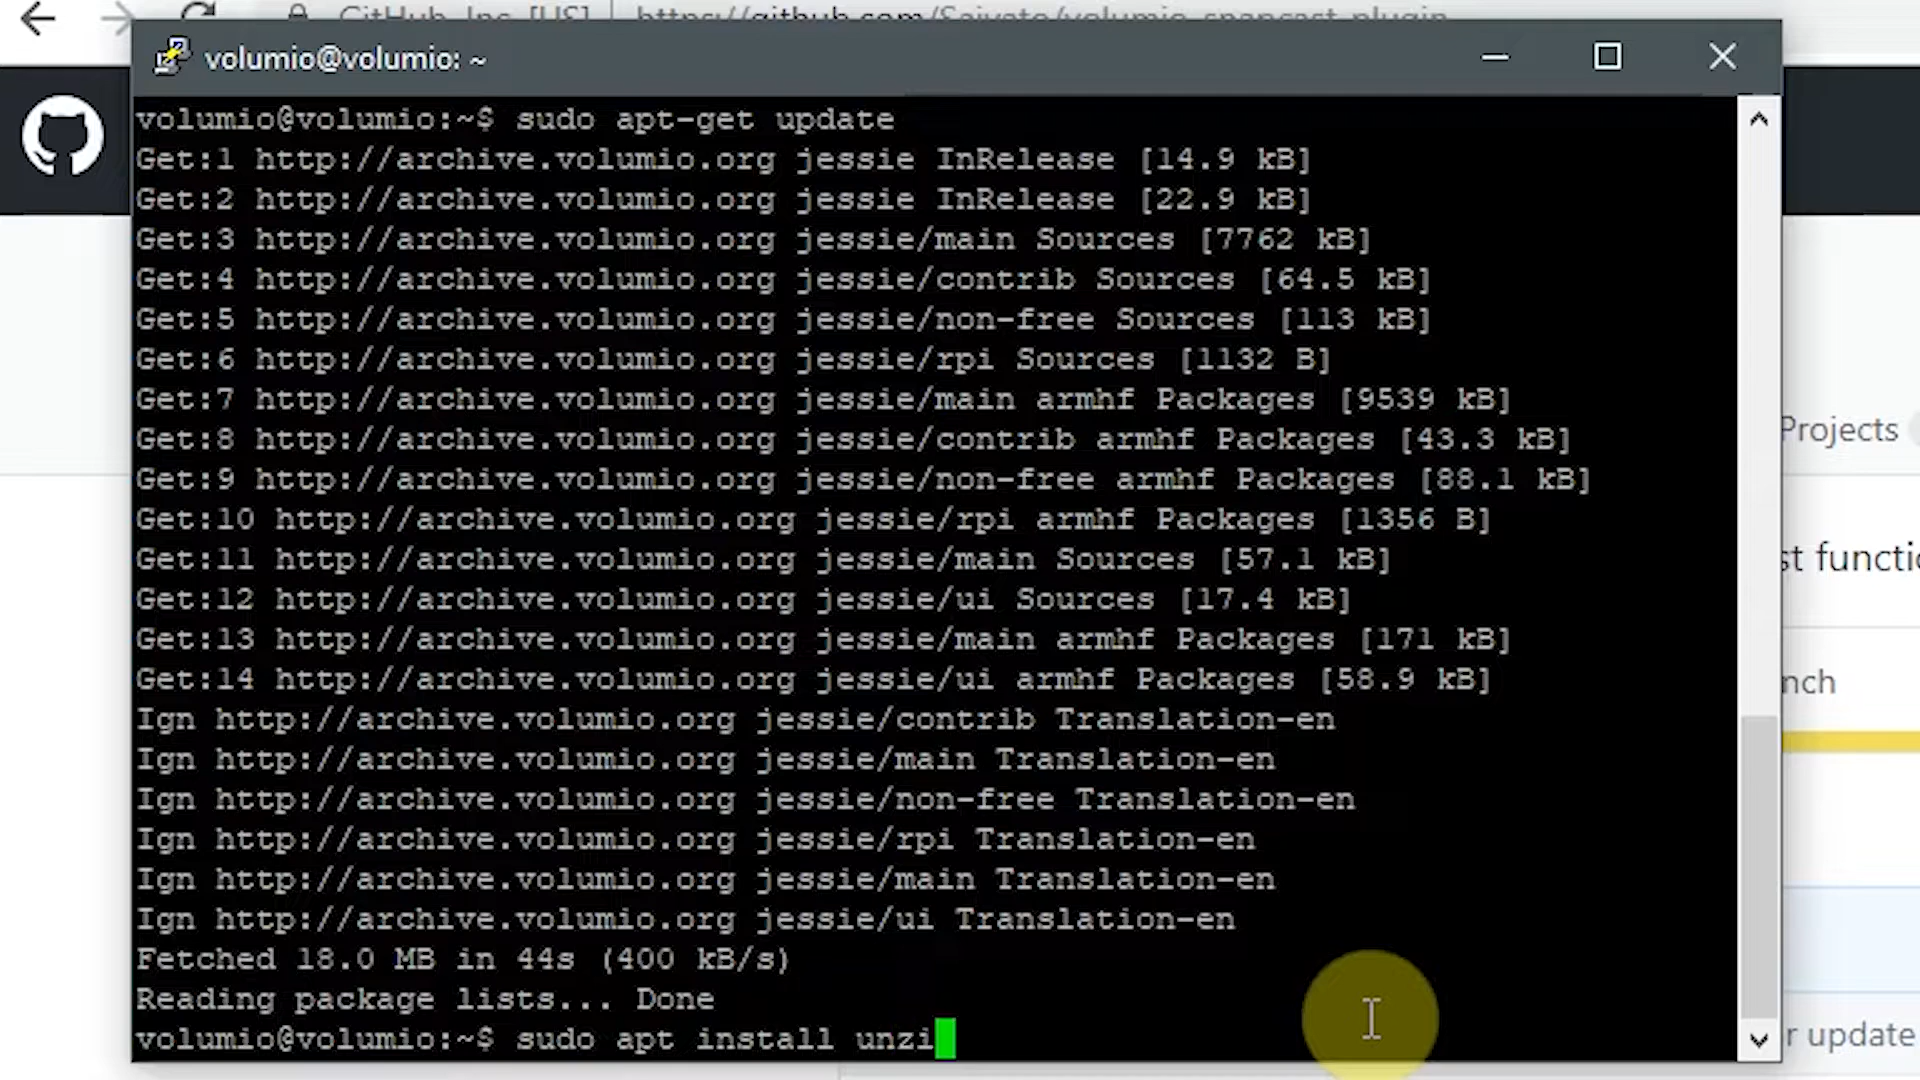 GitHub, Inc. [US] https://github.com/Saiyato/volumio-snapcast-plugin
volumio@volumio: ~
volumio@volumio:~$ sudo apt-get update
Get:1 http://archive.volumio.org jessie InRelease [14.9 kB]
Get:2 http://archive.volumio.org jessie InRelease [22.9 kB]
Get:3 http://archive.volumio.org jessie/main Sources [7762 kB]
Get:4 http://archive.volumio.org jessie/contrib Sources [64.5 kB]
Get:5 http://archive.volumio.org jessie/non-free Sources [113 kB]
Get:6 http://archive.volumio.org jessie/rpi Sources [1132 B]
Get:7 http://archive.volumio.org jessie/main armhf Packages [9539 kB]
Get:8 http://archive.volumio.org jessie/contrib armhf Packages [43.3 kB]
Get:9 http://archive.volumio.org jessie/non-free armhf Packages [88.1 kB]
Get:10 http://archive.volumio.org jessie/rpi armhf Packages [1356 B]
Get:11 http://archive.volumio.org jessie/main Sources [57.1 kB]
Get:12 http://archive.volumio.org jessie/ui Sources [17.4 kB]
Get:13 http://archive.volumio.org jessie/main armhf Packages [171 kB]
Get:14 http://archive.volumio.org jessie/ui armhf Packages [58.9 kB]
Ign http://archive.volumio.org jessie/contrib Translation-en
Ign http://archive.volumio.org jessie/main Translation-en
Ign http://archive.volumio.org jessie/non-free Translation-en
Ign http://archive.volumio.org jessie/rpi Translation-en
Ign http://archive.volumio.org jessie/main Translation-en
Ign http://archive.volumio.org jessie/ui Translation-en
Fetched 18.0 MB in 44s (400 kB/s)
Reading package lists... Done
volumio@volumio:~$ sudo apt install unzi
Projects
st functio
nch
r update